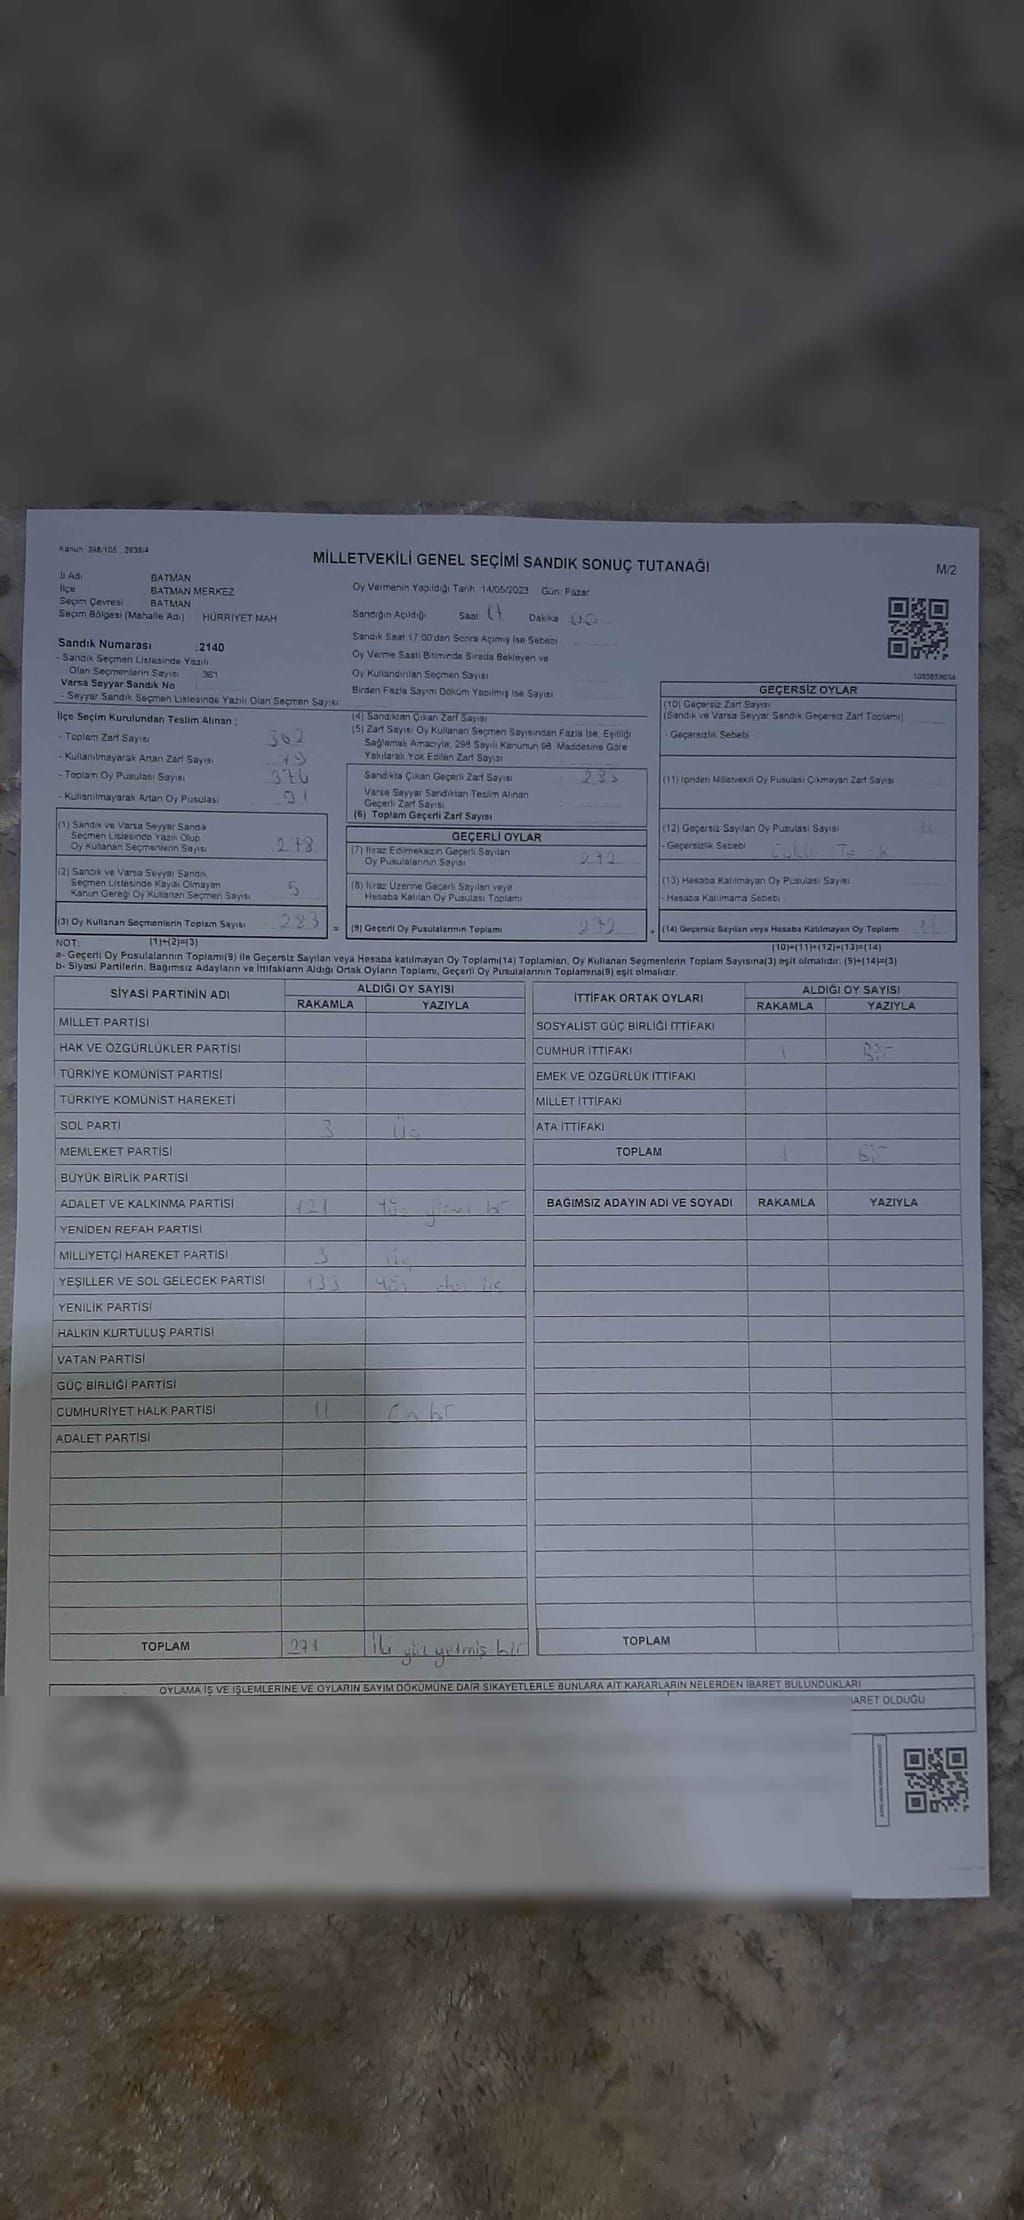 Kanun 298/105 , 2839/4
MİLLETVEKİLİ GENEL SEÇİMİ SANDIK SONUÇ TUTANAĞI
M/2
İl Adı BATMAN
İlçe BATMAN MERKEZ
Seçim Çevresi BATMAN
Seçim Bölgesi (Mahalle Adı) HÜRRİYET MAH
Oy Vermenin Yapıldığı Tarih 14/05/2023 Gün: Pazar
Sandığın Açıldığı Saat 17 Dakika 00
Sandık Saat 17:00'dan Sonra Açılmış İse Sebebi
Oy Verme Saati Bitiminde Sırada Bekleyen ve
Oy Kullandırılan Seçmen Sayısı
Birden Fazla Sayım Döküm Yapılmış İse Sayısı
Sandık Numarası :2140
- Sandık Seçmen Listesinde Yazılı
Olan Seçmenlerin Sayısı 361
Varsa Seyyar Sandık No
- Seyyar Sandık Seçmen Listesinde Yazılı Olan Seçmen Sayısı
İlçe Seçim Kurulundan Teslim Alınan :
- Toplam Zarf Sayısı 362
- Kullanılmayarak Artan Zarf Sayısı 79
- Toplam Oy Pusulası Sayısı 374
- Kullanılmayarak Artan Oy Pusulası 91
(1) Sandık ve Varsa Seyyar Sandık
Seçmen Listesinde Yazılı Olup
Oy Kullanan Seçmenlerin Sayısı 278
(2) Sandık ve Varsa Seyyar Sandık
Seçmen Listesinde Kayıtlı Olmayan
Kanun Gereği Oy Kullanan Seçmen Sayısı 5
(3) Oy Kullanan Seçmenlerin Toplam Sayısı 283 =
(4) Sandıktan Çıkan Zarf Sayısı
(5) Zarf Sayısı Oy Kullanan Seçmen Sayısından Fazla İse, Eşitliği
Sağlamak Amacıyla, 298 Sayılı Kanunun 98. Maddesine Göre
Yakılarak Yok Edilen Zarf Sayısı
Sandıkta Çıkan Geçerli Zarf Sayısı 283
Varsa Seyyar Sandıktan Teslim Alınan
Geçerli Zarf Sayısı
(6) Toplam Geçerli Zarf Sayısı
GEÇERLİ OYLAR
(7) İtiraz Edilmeksizin Geçerli Sayılan
Oy Pusulalarının Sayısı 272
(8) İtiraz Üzerine Geçerli Sayılan veya
Hesaba Katılan Oy Pusulası Toplamı
(9) Geçerli Oy Pusulalarının Toplamı 272 +
1083859634
GEÇERSİZ OYLAR
(10) Geçersiz Zarf Sayısı
(Sandık ve Varsa Seyyar Sandık Geçersiz Zarf Toplamı)
- Geçersizlik Sebebi
(11) İçinden Milletvekili Oy Pusulası Çıkmayan Zarf Sayısı
(12) Geçersiz Sayılan Oy Pusulası Sayısı 11
- Geçersizlik Sebebi
(13) Hesaba Katılmayan Oy Pusulası Sayısı
- Hesaba Katılmama Sebebi
(14) Geçersiz Sayılan veya Hesaba Katılmayan Oy Toplamı 11
NOT: (1)+(2)=(3)
(10)+(11)+(12)+(13)=(14)
a- Geçerli Oy Pusulalarının Toplamı(9) ile Geçersiz Sayılan veya Hesaba katılmayan Oy Toplamı(14) Toplamları, Oy Kullanan Seçmenlerin Toplam Sayısına(3) eşit olmalıdır. (9)+(14)=(3)
b- Siyasi Partilerin, Bağımsız Adayların ve İttifakların Aldığı Ortak Oyların Toplamı, Geçerli Oy Pusulalarının Toplamına(9) eşit olmalıdır.
SİYASİ PARTİNİN ADI ALDIĞI OY SAYISI
RAKAMLA YAZIYLA
MİLLET PARTİSİ
HAK VE ÖZGÜRLÜKLER PARTİSİ
TÜRKİYE KOMÜNİST PARTİSİ
TÜRKİYE KOMÜNİST HAREKETİ
SOL PARTİ 3 Üç
MEMLEKET PARTİSİ
BÜYÜK BİRLİK PARTİSİ
ADALET VE KALKINMA PARTİSİ 121 Yüz yirmi bir
YENİDEN REFAH PARTİSİ
MİLLİYETÇİ HAREKET PARTİSİ 3 Üç
YEŞİLLER VE SOL GELECEK PARTİSİ 133 Yüz otuz üç
YENİLİK PARTİSİ
HALKIN KURTULUŞ PARTİSİ
VATAN PARTİSİ
GÜÇ BİRLİĞİ PARTİSİ
CUMHURİYET HALK PARTİSİ 11 On bir
ADALET PARTİSİ
TOPLAM 271 İki yüz yetmiş bir
İTTİFAK ORTAK OYLARI ALDIĞI OY SAYISI
RAKAMLA YAZIYLA
SOSYALİST GÜÇ BİRLİĞİ İTTİFAKI
CUMHUR İTTİFAKI 1 Bir
EMEK VE ÖZGÜRLÜK İTTİFAKI
MİLLET İTTİFAKI
ATA İTTİFAKI
TOPLAM 1 Bir
BAĞIMSIZ ADAYIN ADI VE SOYADI RAKAMLA YAZIYLA
TOPLAM
OYLAMA İŞ VE İŞLEMLERİNE VE OYLARIN SAYIM DÖKÜMÜNE DAİR ŞİKAYETLERLE BUNLARA AİT KARARLARIN NELERDEN İBARET BULUNDUKLARI
BARET OLDUĞU